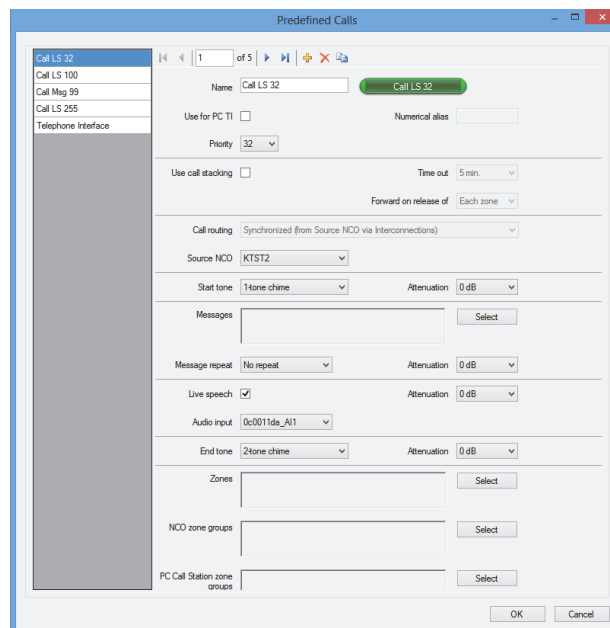 Predefined Calls
Call LS 32
Call LS 100
Call Msg 99
Call LS 255
Telephone Interface
1 of 5
Name Call LS 32 Call LS 32
Use for PC TI Numerical alias
Priority 32
Use call stacking Time out 5 min.
Forward on release of Each zone
Call routing Synchronized (from Source NCO via Interconnections)
Source NCO KTST2
Start tone 1-tone chime Attenuation 0 dB
Messages Select
Message repeat No repeat Attenuation 0 dB
Live speech Attenuation 0 dB
Audio input 0c0011da_AI1
End tone 2-tone chime Attenuation 0 dB
Zones Select
NCO zone groups Select
PC Call Station zone Select
groups
OK Cancel